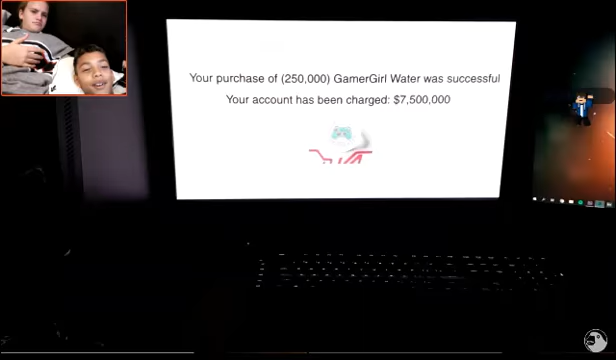 Your purchase of (250,000) GamerGirl Water was successful
Your account has been charged: $7,500,000